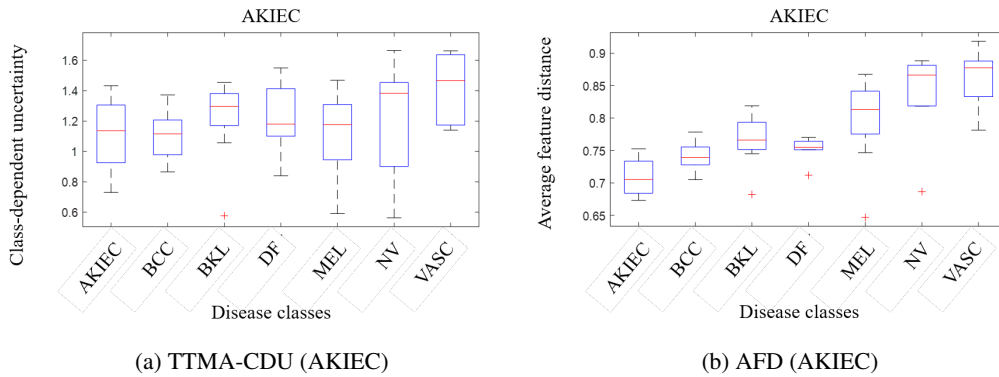 AKIEC
Class-dependent uncertainty
1.6
1.4
1.2
1
0.8
0.6
AKIEC
BCC
BKL
DF
MEL
NV
VASC
Disease classes
(a) TTMA-CDU (AKIEC)
AKIEC
Average feature distance
0.9
0.85
0.8
0.75
0.7
0.65
AKIEC
BCC
BKL
DF
MEL
NV
VASC
Disease classes
(b) AFD (AKIEC)